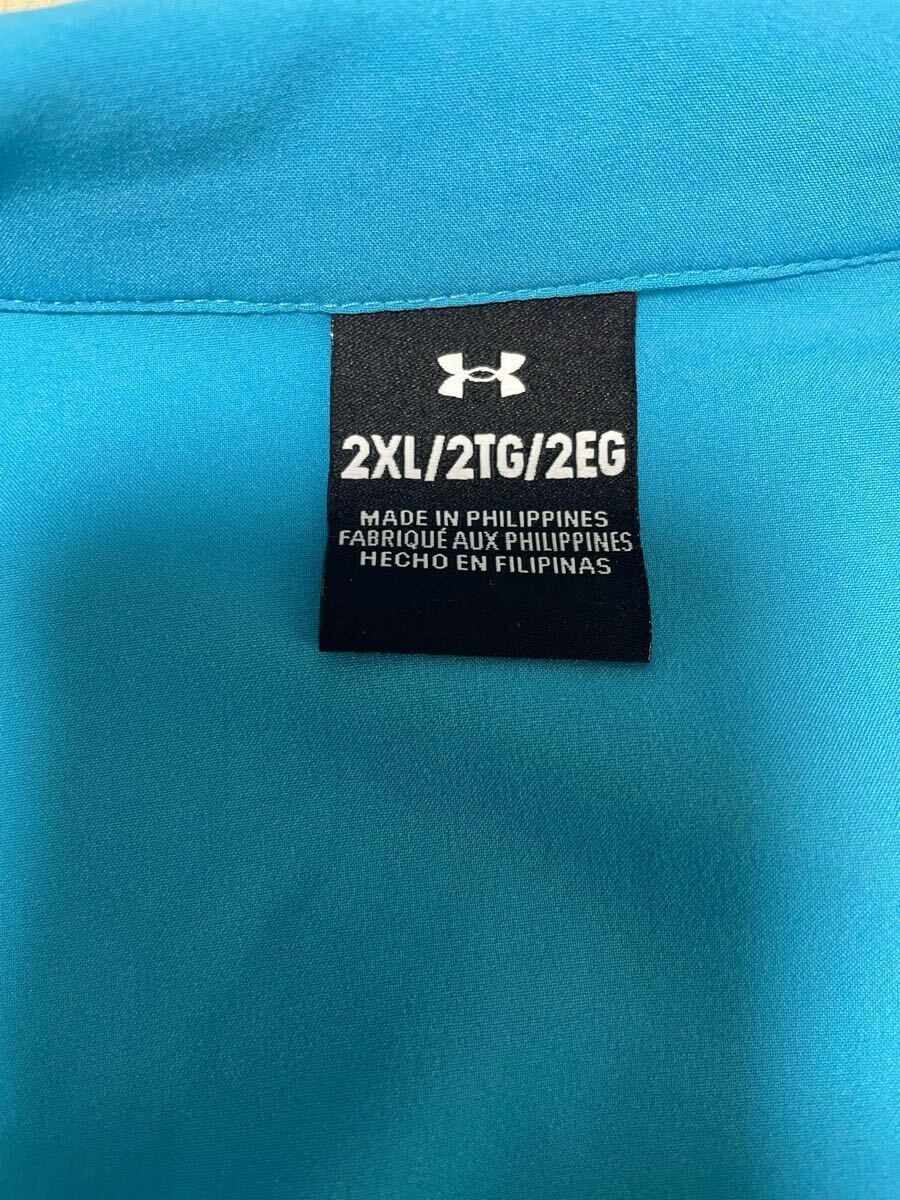 2XL/2TG/2EG
MADE IN PHILIPPINES
FABRIQUÉ AUX PHILIPPINES
HECHO EN FILIPINAS